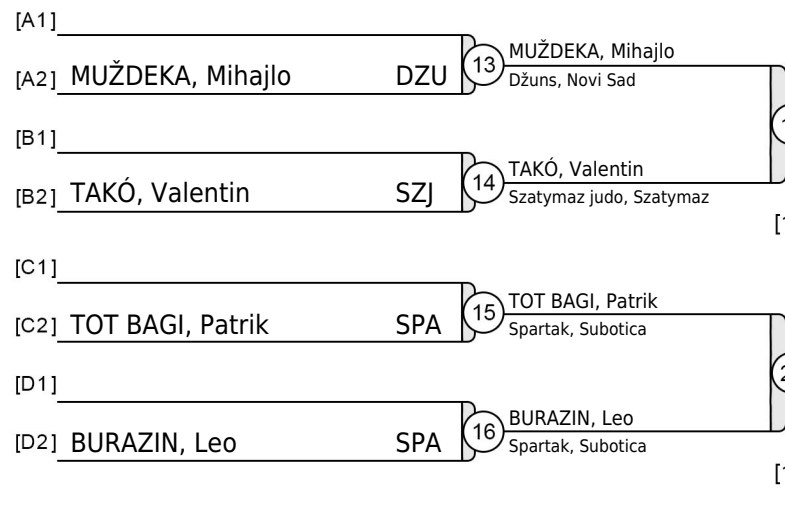 [A1]
MUŽDEKA, Mihajlo
[A2] MUŽDEKA, Mihajlo DZU 13
Džuns, Novi Sad
[B1]
TAKÓ, Valentin
[B2] TAKÓ, Valentin SZJ 14
Szatymaz judo, Szatymaz
[C1]
TOT BAGI, Patrik
[C2] TOT BAGI, Patrik SPA 15
Spartak, Subotica
[D1]
BURAZIN, Leo
[D2] BURAZIN, Leo SPA 16
Spartak, Subotica